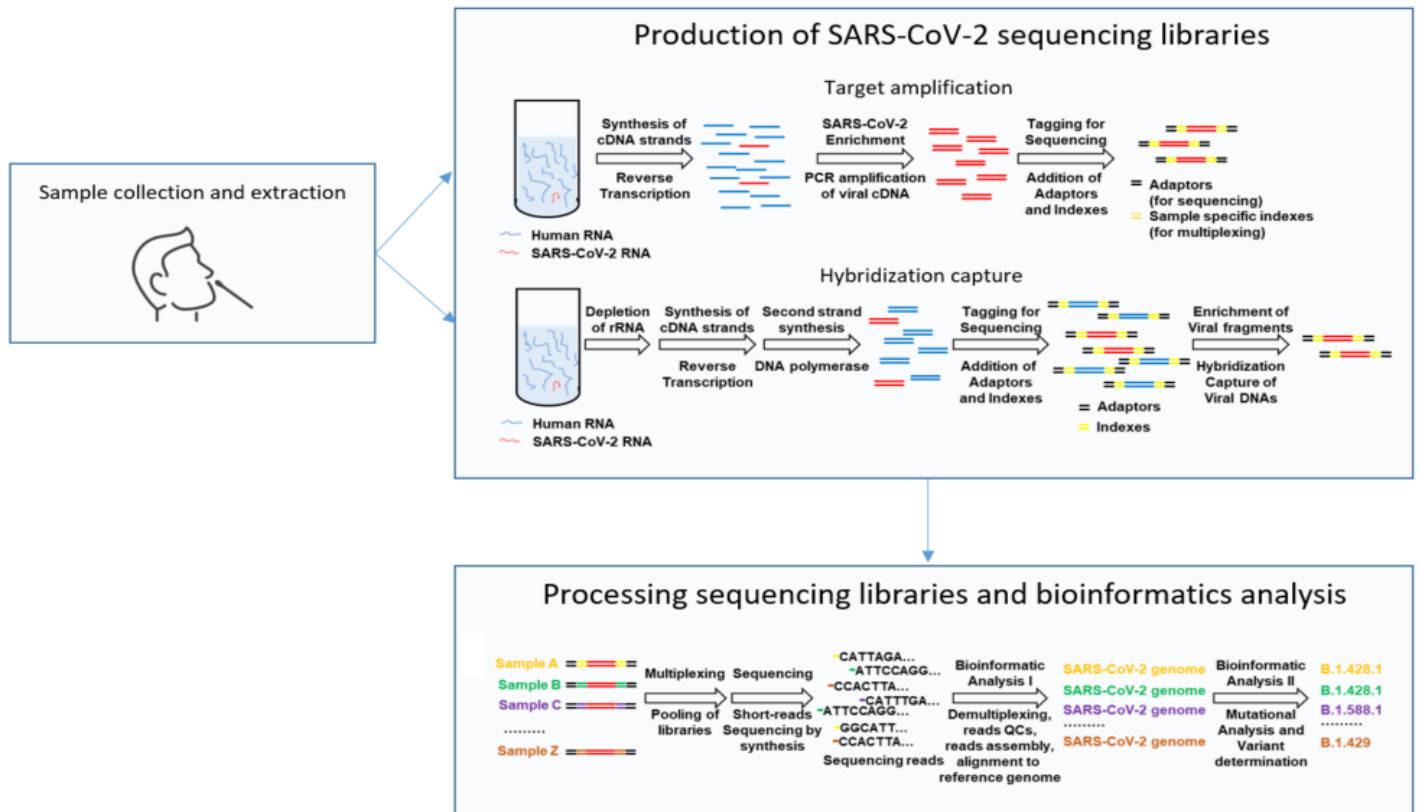 Production of SARS-CoV-2 sequencing libraries
Target amplification
Synthesis of
cDNA strands
Reverse
Transcription
SARS-CoV-2
Enrichment
PCR amplification
of viral cDNA
Tagging for
Sequencing
Addition of
Adaptors
and Indexes
Adaptors
(for sequencing)
Sample specific indexes
(for multiplexing)
Human RNA
SARS-CoV-2 RNA
Sample collection and extraction
Hybridization capture
Depletion
of rRNA
Synthesis of
cDNA strands
Reverse
Transcription
Second strand
synthesis
DNA polymerase
Tagging for
Sequencing
Addition of
Adaptors
and Indexes
Adaptors
Indexes
Enrichment of
Viral fragments
Hybridization
Capture of
Viral DNAs
Human RNA
SARS-CoV-2 RNA
Processing sequencing libraries and bioinformatics analysis
Sample A
Sample B
Sample C
.........
Sample Z
Multiplexing
Pooling of
libraries
Sequencing
Short-reads
Sequencing by
synthesis
CATTAGA...
ATTCCAGG...
CCACTTA...
CATTTGA...
ATTCCAGG...
GGCATT...
CCACTTA...
Sequencing reads
Bioinformatic
Analysis I
Demultiplexing,
reads QCs,
reads assembly,
alignment to
reference genome
SARS-CoV-2 genome
SARS-CoV-2 genome
SARS-CoV-2 genome
.........
SARS-CoV-2 genome
Bioinformatic
Analysis II
Mutational
Analysis and
Variant
determination
B.1.428.1
B.1.428.1
B.1.588.1
.........
B.1.429